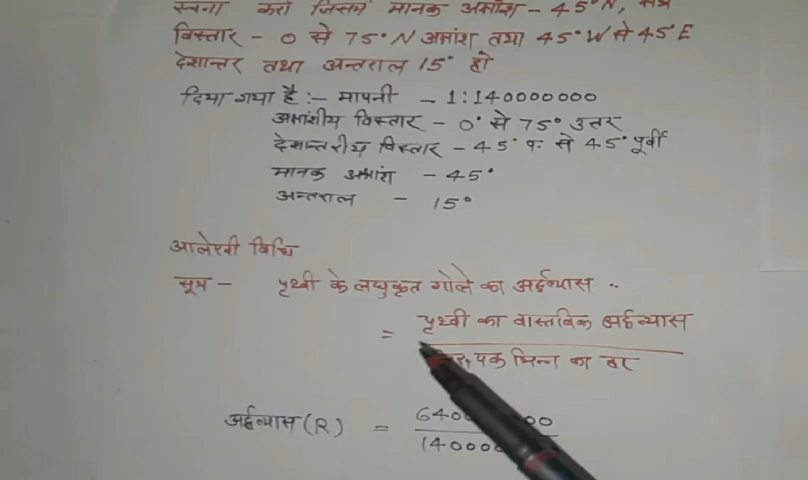 रचना करो जिसमें मानक अक्षांश - 45°N,
विस्तार - 0 से 75°N अक्षांश तथा 45°W से 45°E
देशान्तर तथा अन्तराल 15° हो
दिया गया है :- मापनी - 1:140000000
अक्षांशीय विस्तार - 0° से 75° उत्तर
देशान्तरीय विस्तार - 45° प. से 45° पूर्वी
मानक अक्षांश - 45°
अन्तराल - 15°
आलेखी विधि
सूत्र - पृथ्वी के लघुकृत गोले का अर्द्धव्यास
= पृथ्वी का वास्तविक अर्द्धव्यास
भिन्न का हर
अर्द्धव्यास (R) =